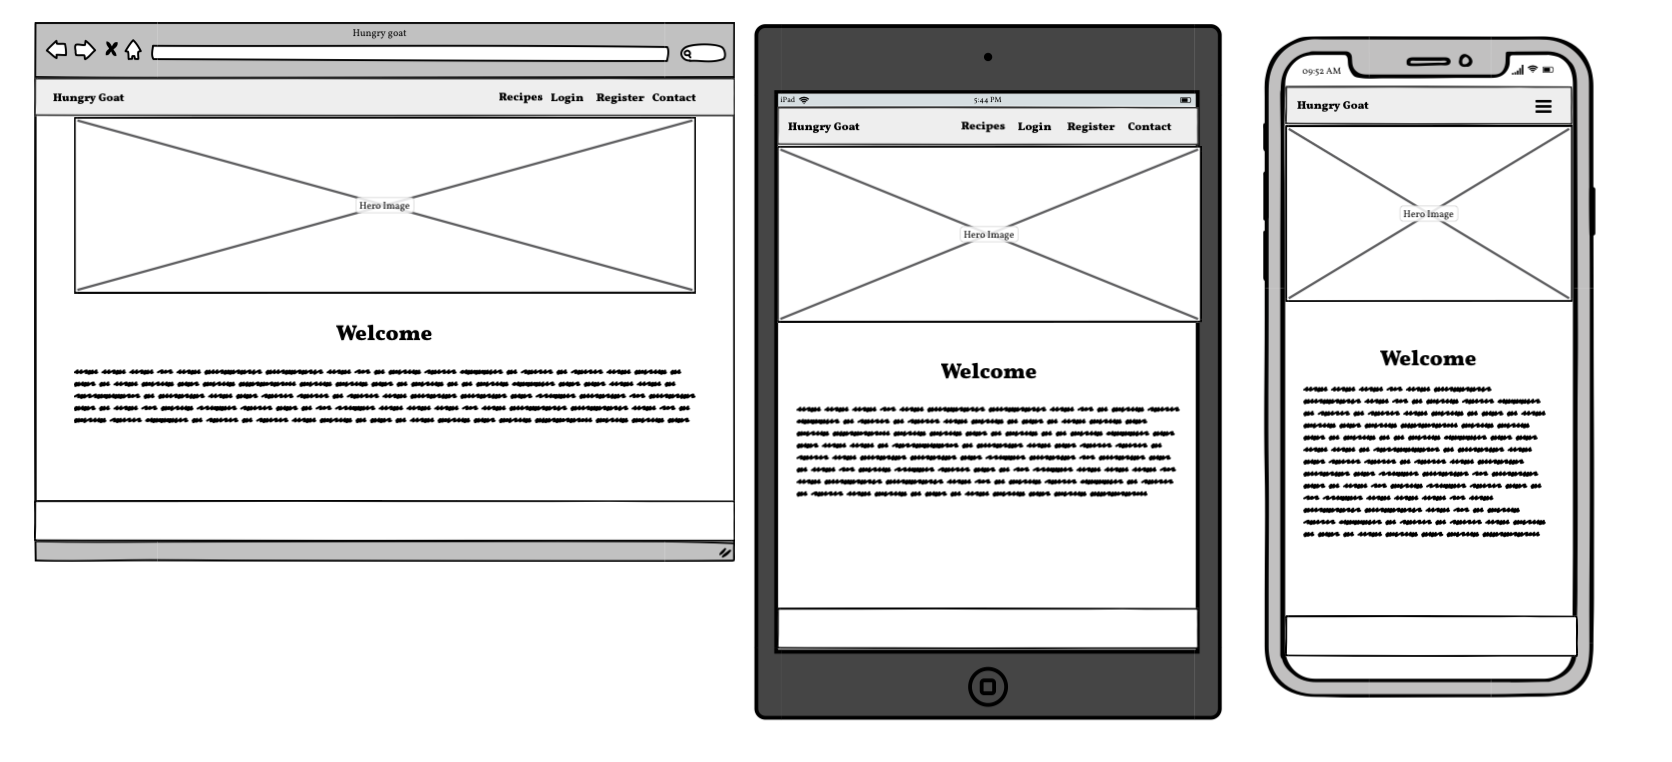 Hungry goat
Hungry Goat Recipes Login Register Contact
Hero Image
Welcome
iPad 5:44 PM
Hungry Goat Recipes Login Register Contact
Hero Image
Welcome
09:52 AM
Hungry Goat
Hero Image
Welcome